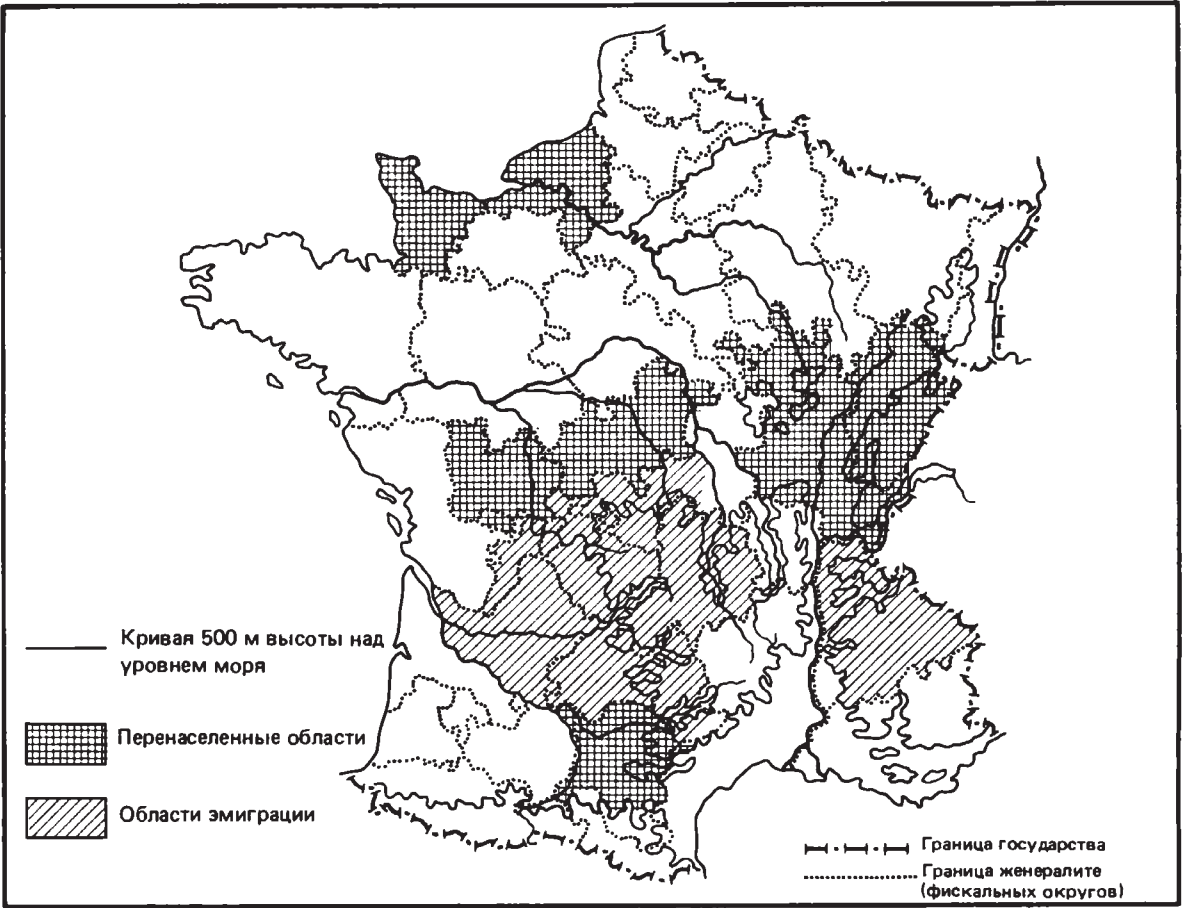 Кривая 500 м высоты над
уровнем моря
Перенаселенные области
Области эмиграции
Граница государства
Граница женералите
(фискальных округов)